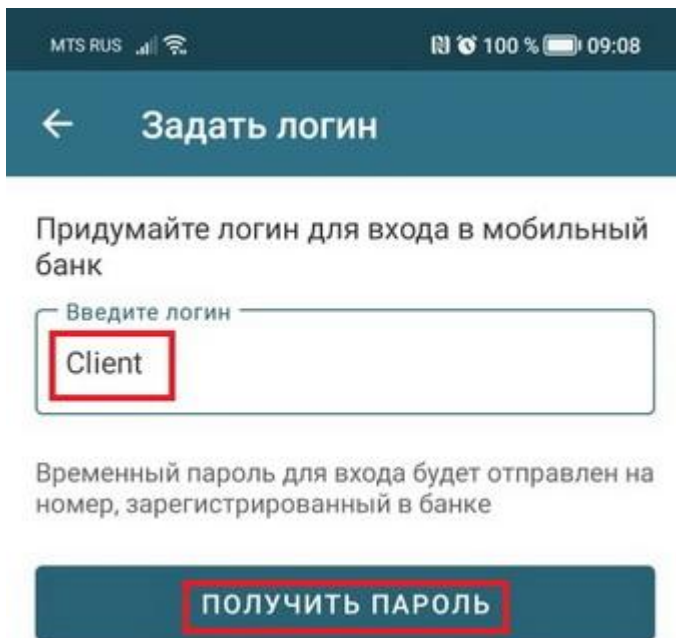 MTS RUS 100 % 09:08
Задать логин
Придумайте логин для входа в мобильный
банк
Введите логин
Client
Временный пароль для входа будет отправлен на
номер, зарегистрированный в банке
ПОЛУЧИТЬ ПАРОЛЬ